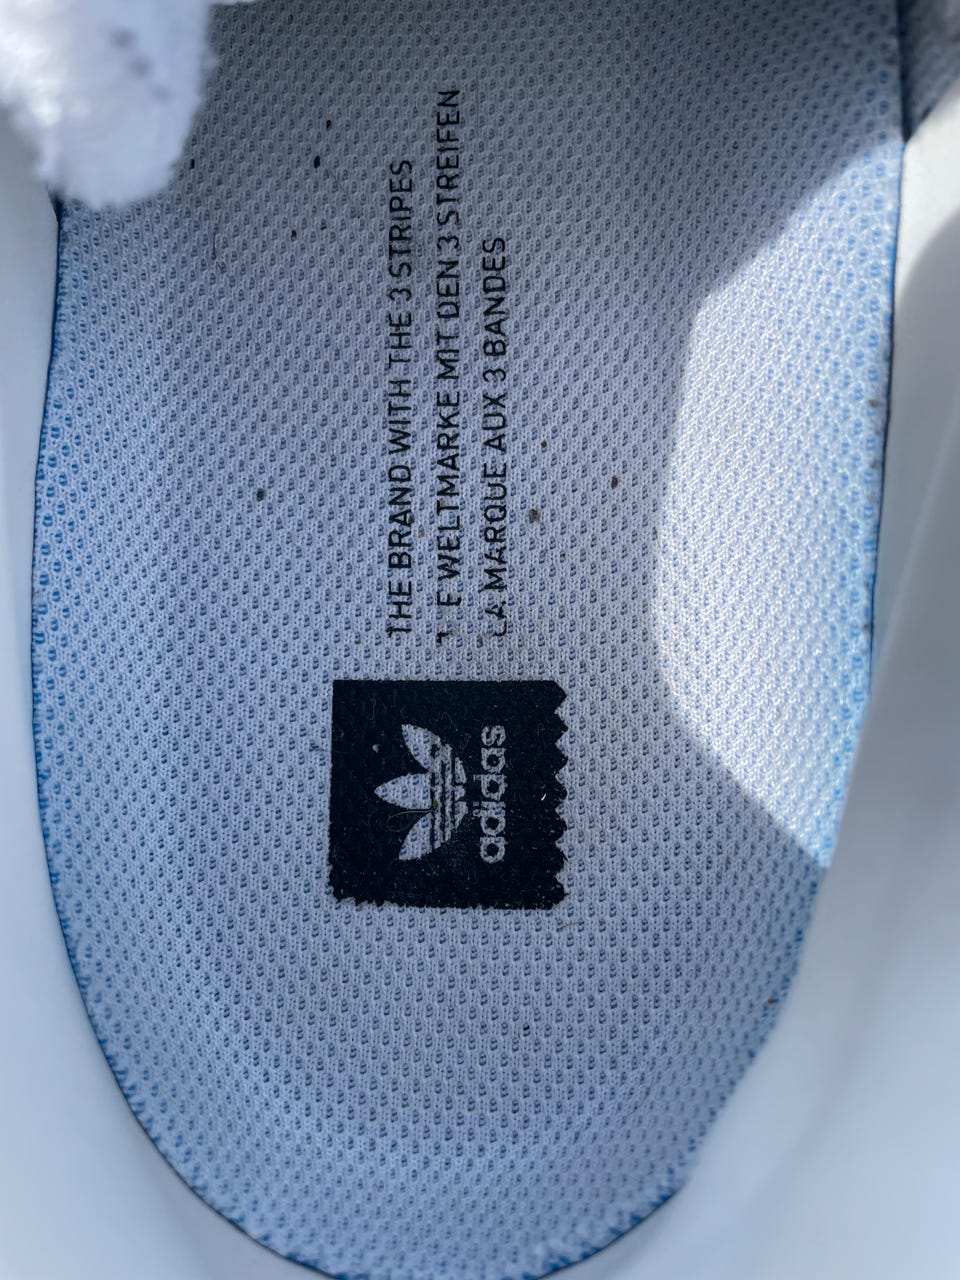 THE BRAND WITH THE 3 STRIPES
WELTMARKE MIT DEN 3 STREIFEN
LA MARQUE AUX 3 BANDES
adidas